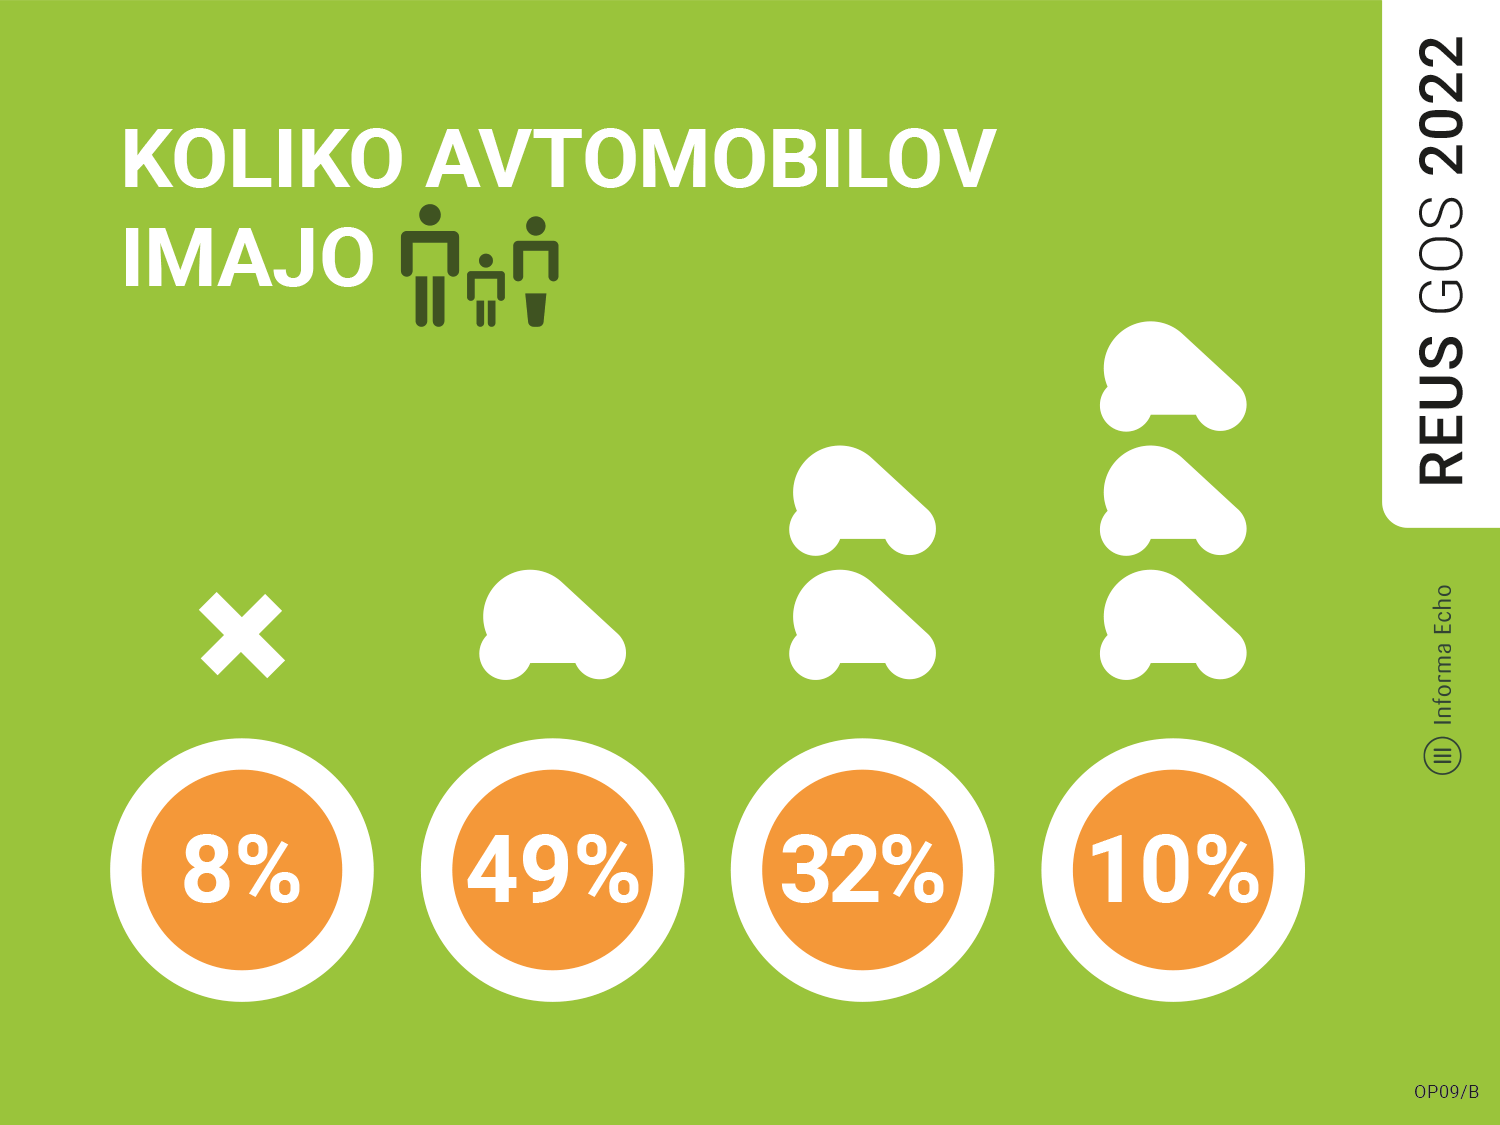 KOLIKO AVTOMOBILOV
IMAJO
8%
49%
32%
10%
REUS GOS 2022
Informa Echo
OP09/B